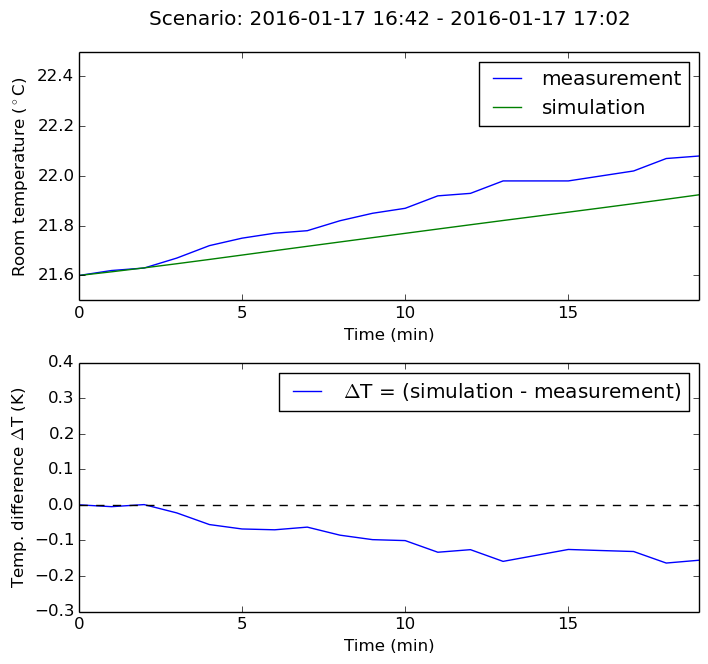 Scenario: 2016-01-17 16:42 - 2016-01-17 17:02
22.4
22.2
22.0
21.8
21.6
Room temperature (°C)
measurement
simulation
0 5 10 15
Time (min)
0.4
0.3
0.2
0.1
0.0
−0.1
−0.2
−0.3
Temp. difference ΔT (K)
ΔT = (simulation - measurement)
0 5 10 15
Time (min)